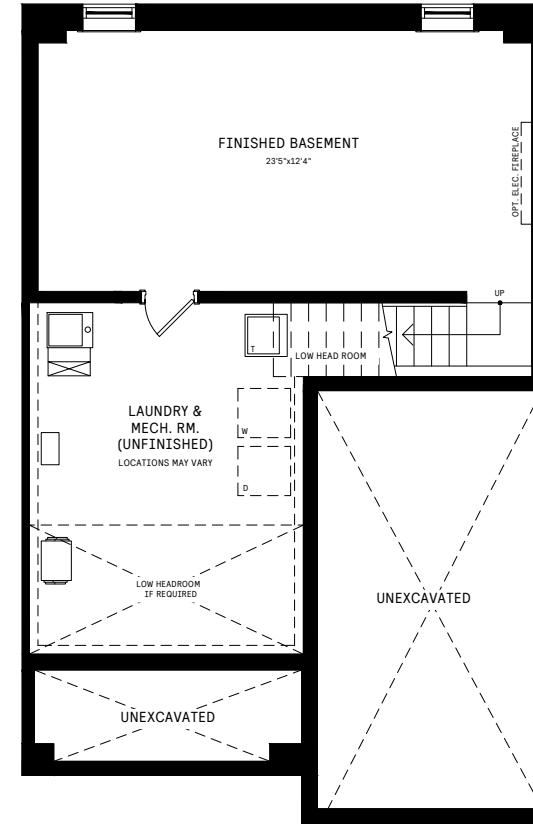 FINISHED BASEMENT
23'5"x12'4"
OPT. ELEC. FIREPLACE
UP
T
LOW HEAD ROOM
W
D
LAUNDRY &
MECH. RM.
(UNFINISHED)
LOCATIONS MAY VARY
LOW HEADROOM
IF REQUIRED
UNEXCAVATED
UNEXCAVATED